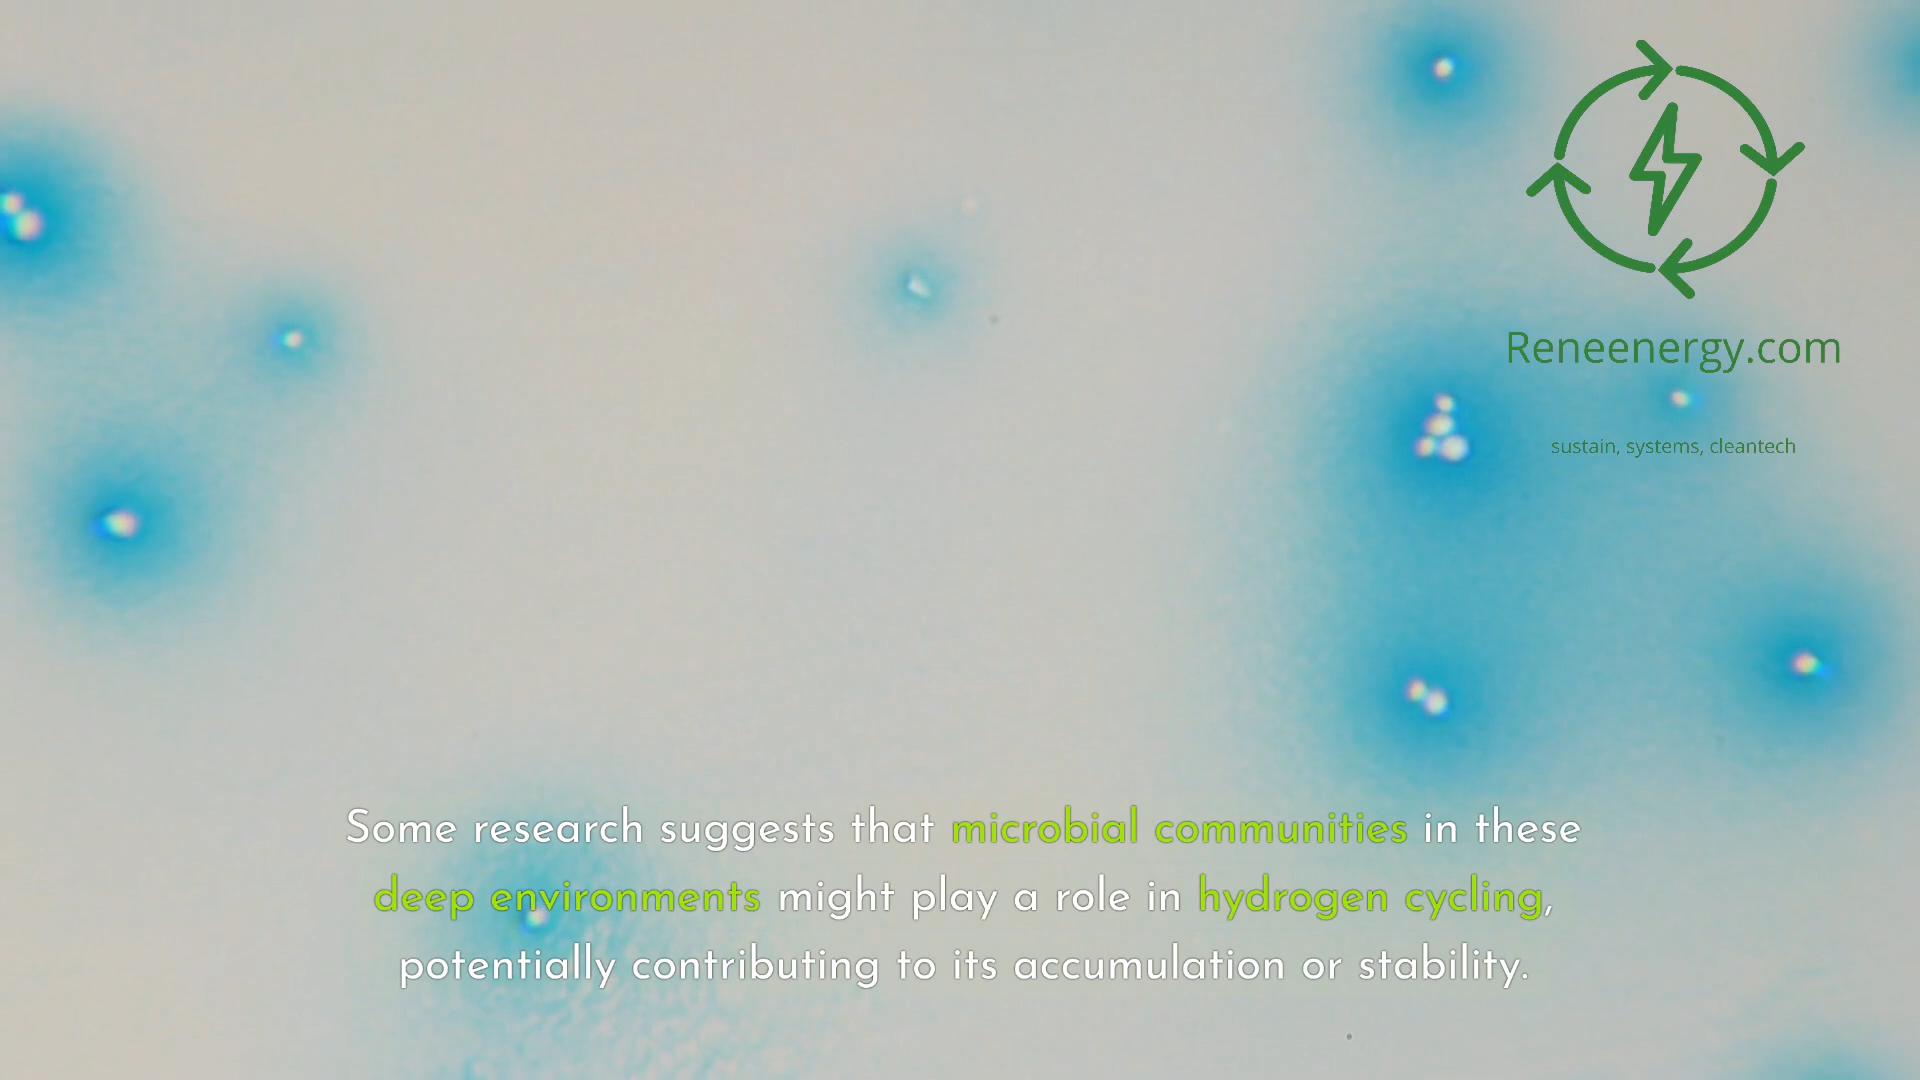 Reneenergy.com
sustain, systems, cleantech
Some research suggests that microbial communities in these
deep environments might play a role in hydrogen cycling,
potentially contributing to its accumulation or stability.